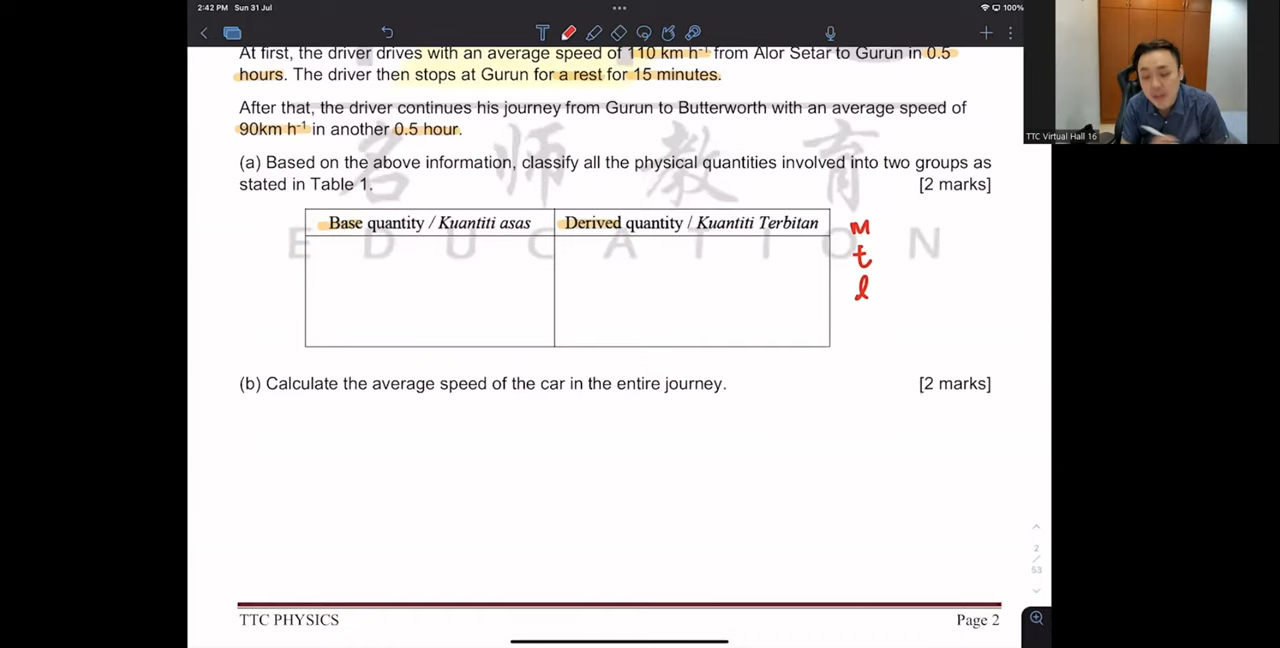 2:42 PM Sun 31 Jul
100%
At first, the driver drives with an average speed of 110 km h⁻¹ from Alor Setar to Gurun in 0.5
hours. The driver then stops at Gurun for a rest for 15 minutes.
After that, the driver continues his journey from Gurun to Butterworth with an average speed of
90km h⁻¹ in another 0.5 hour.
(a) Based on the above information, classify all the physical quantities involved into two groups as
stated in Table 1. [2 marks]
名师教育
EDUCATION
Base quantity / Kuantiti asas
Derived quantity / Kuantiti Terbitan
M
t
l
(b) Calculate the average speed of the car in the entire journey. [2 marks]
2
/
53
TTC PHYSICS
Page 2
TTC Virtual Hall 16